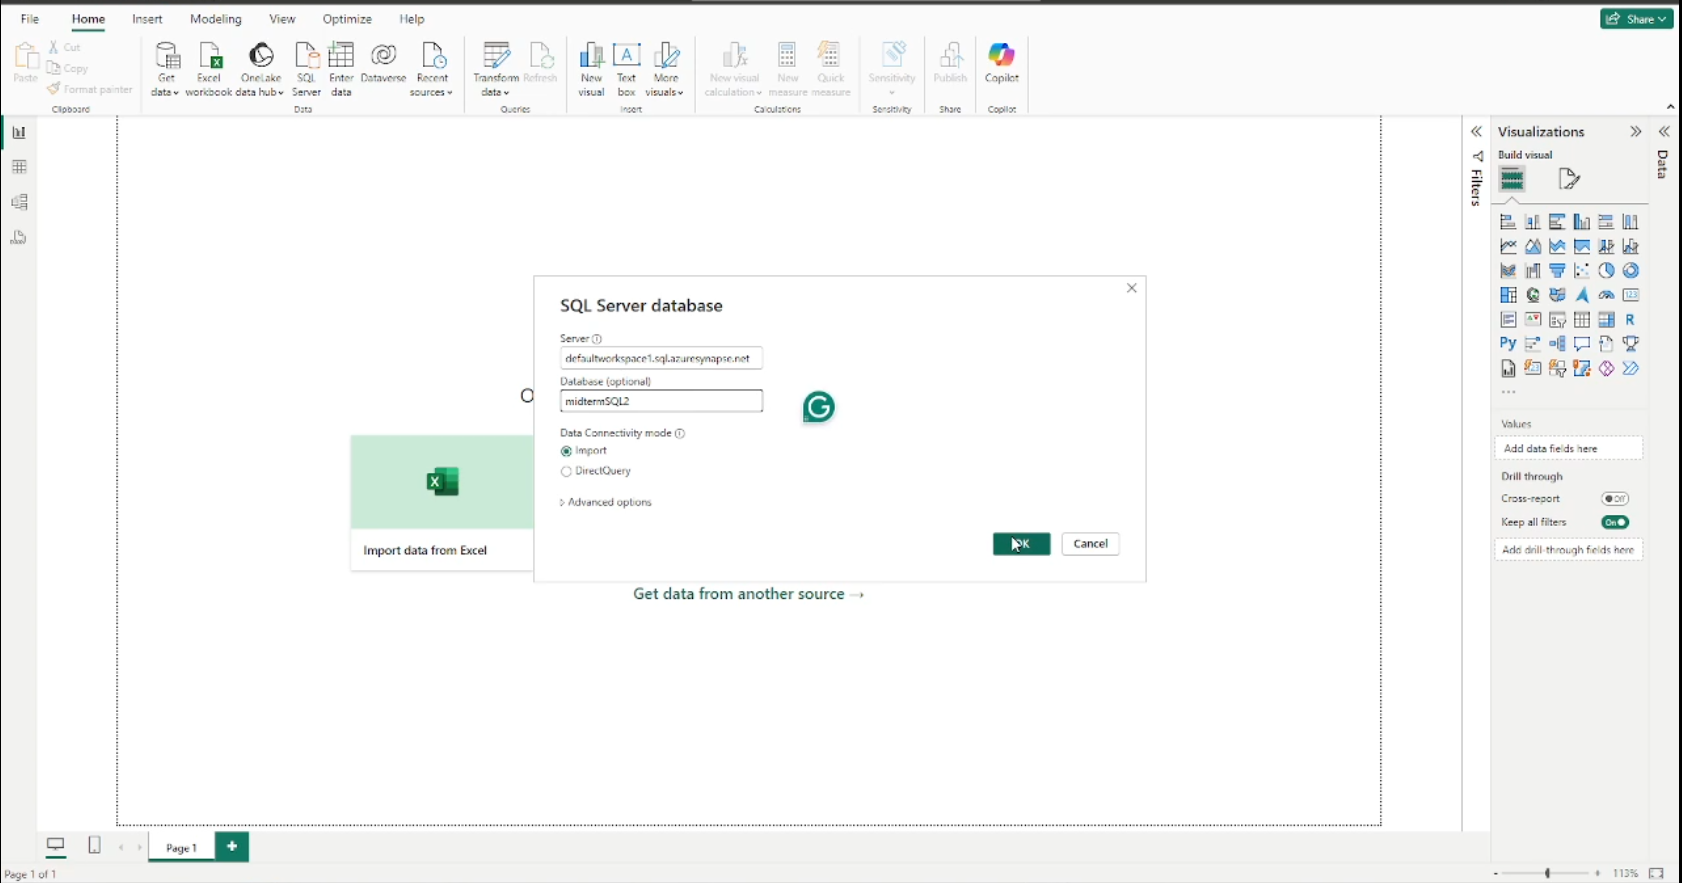 File Home Insert Modeling View Optimize Help
Share
Paste
Cut
Copy
Format painter
Clipboard
Get data
Excel workbook
OneLake data hub
SQL Server
Enter data
Dataverse
Recent sources
Data
Transform data
Refresh
Queries
New visual
A
Text box
More visuals
Insert
New visual calculation
New measure
Quick measure
Calculations
Sensitivity
Sensitivity
Publish
Share
Copilot
Copilot
Filters
Visualizations
Build visual
Data
123
R
Py
...
Values
Add data fields here
Drill through
Cross-report
Off
Keep all filters
On
Add drill-through fields here
SQL Server database
Server
defaultworkspace1.sql.azuresynapse.net
Database (optional)
midtermSQL2
G
Data Connectivity mode
Import
DirectQuery
Advanced options
OK
Cancel
O
X
Import data from Excel
Get data from another source →
Page 1
+
Page 1 of 1
- + 113%